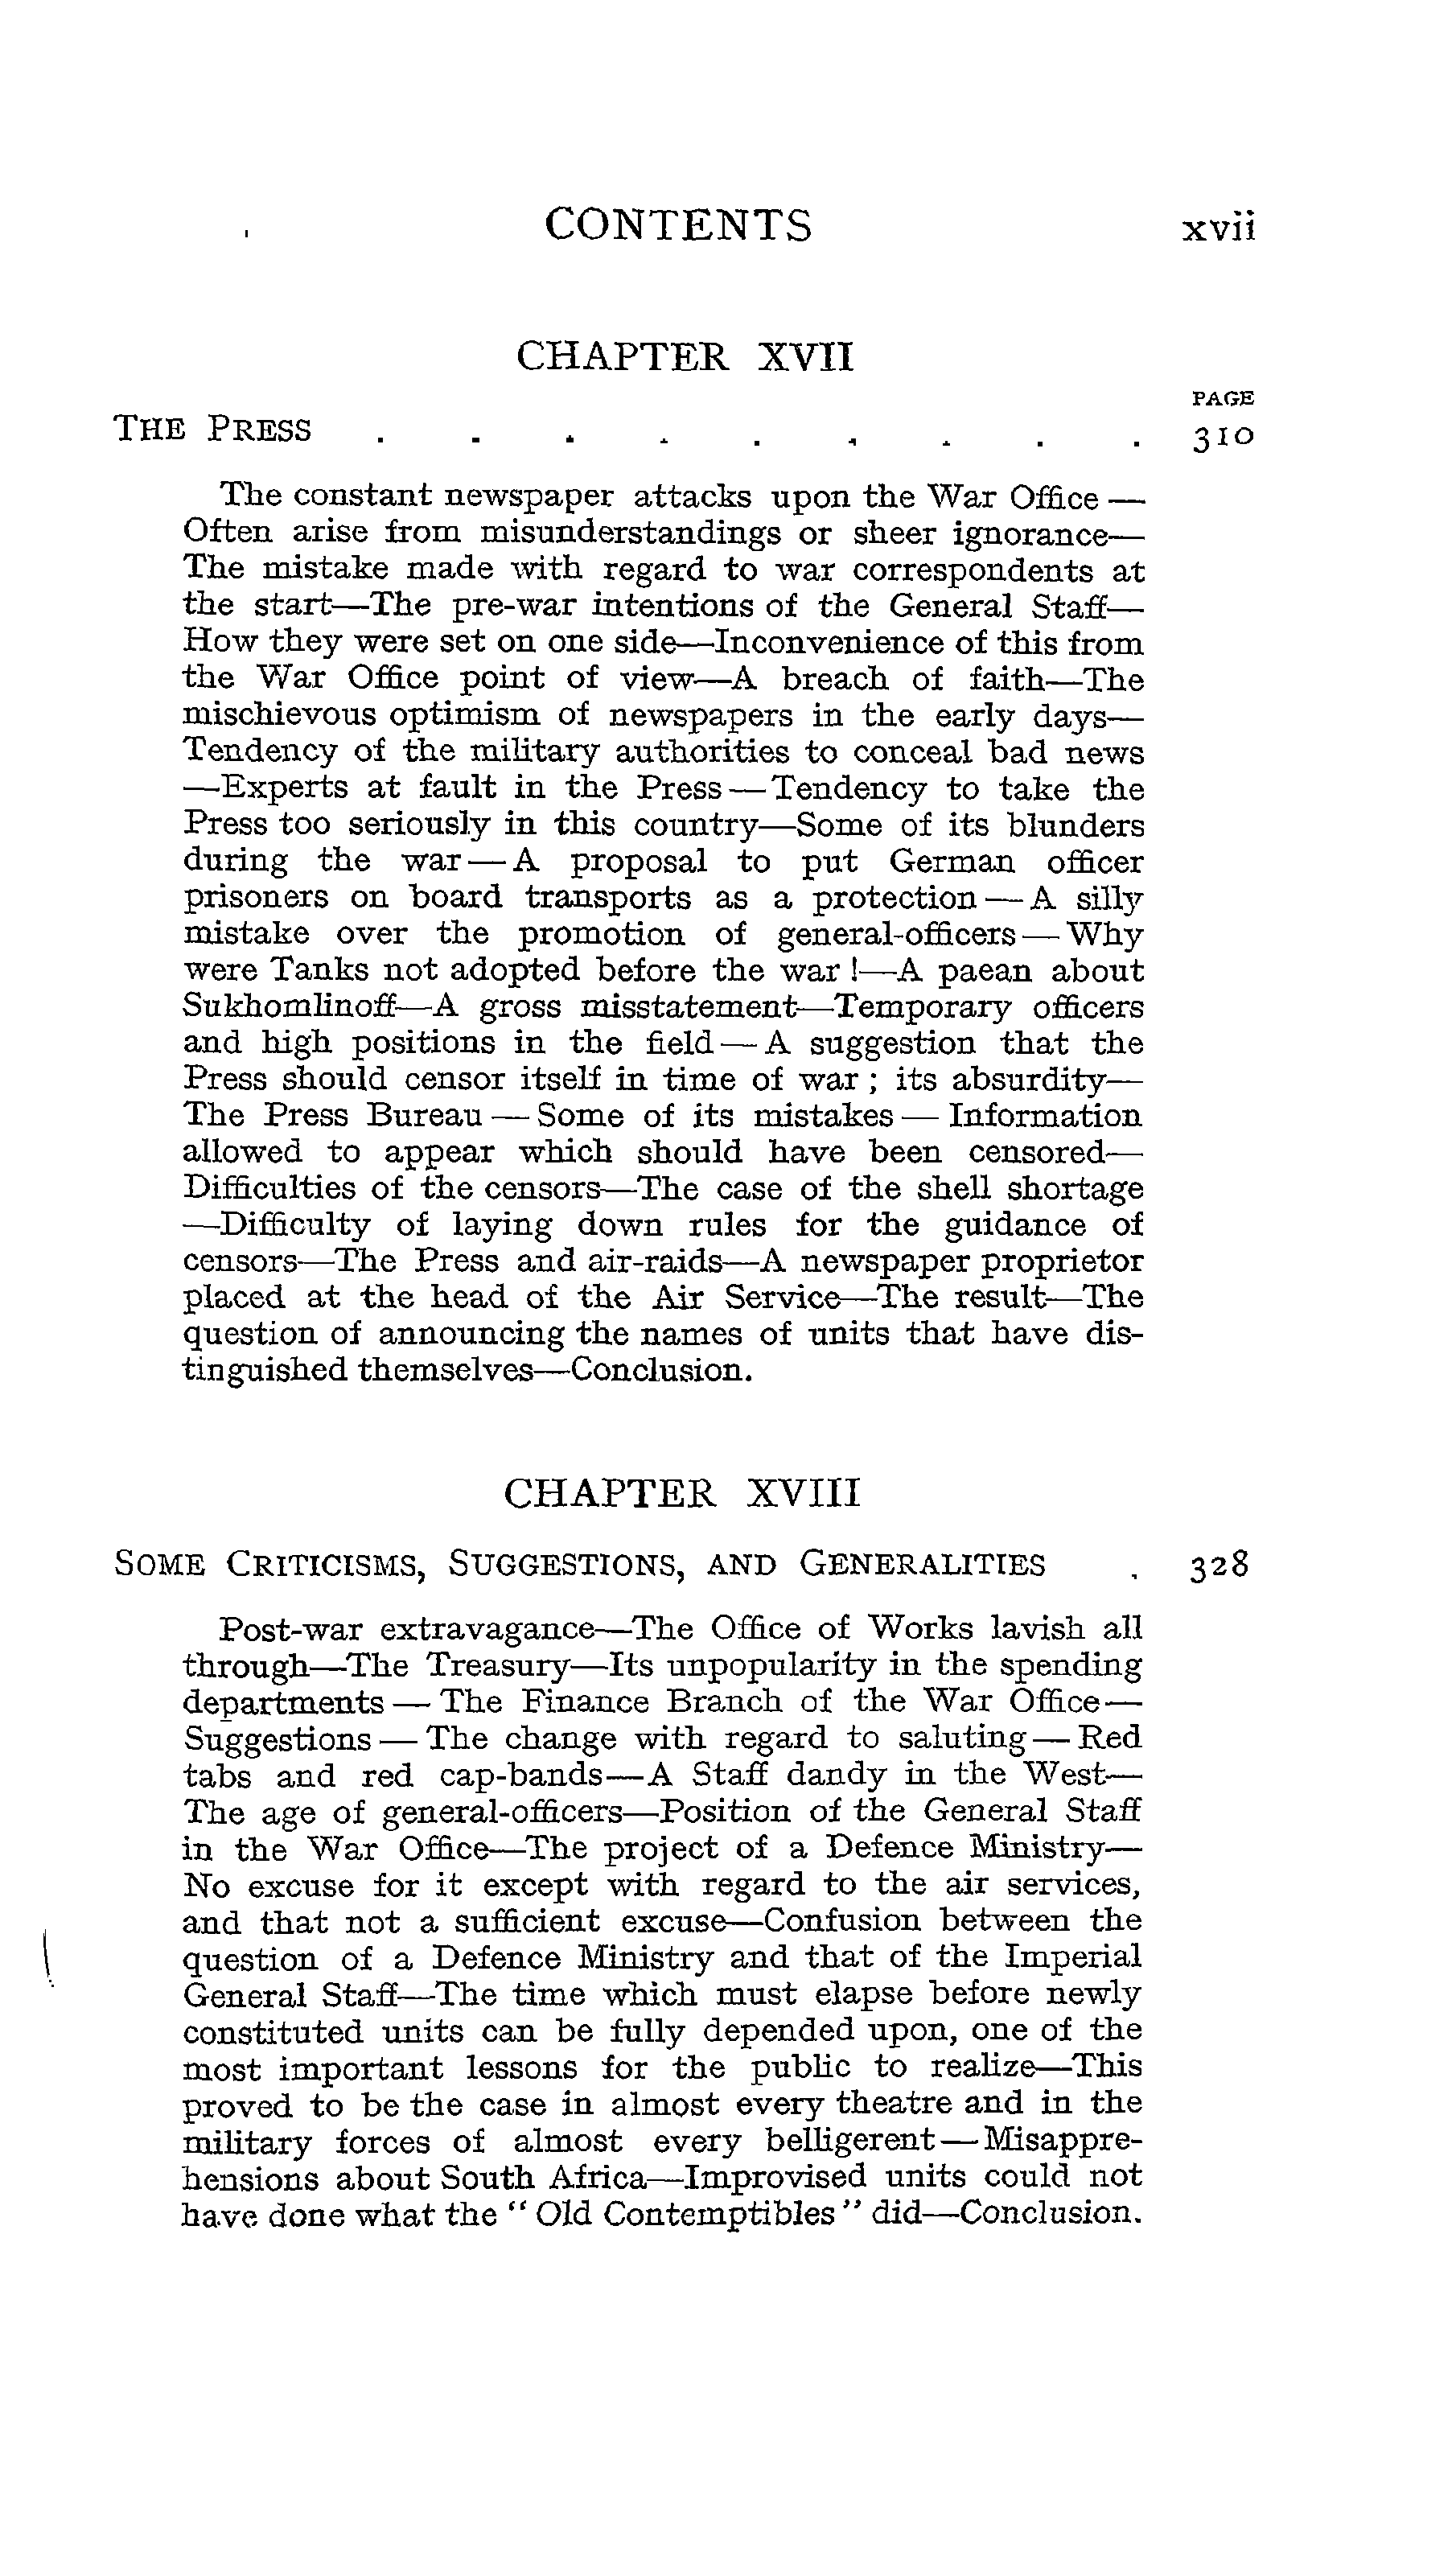 CONTENTS xvii
CHAPTER XVII
PAGE
THE PRESS . . . . . . . . . 310
The constant newspaper attacks upon the War Office —
Often arise from misunderstandings or sheer ignorance—
The mistake made with regard to war correspondents at
the start—The pre-war intentions of the General Staff—
How they were set on one side—Inconvenience of this from
the War Office point of view—A breach of faith—The
mischievous optimism of newspapers in the early days—
Tendency of the military authorities to conceal bad news
—Experts at fault in the Press—Tendency to take the
Press too seriously in this country—Some of its blunders
during the war—A proposal to put German officer
prisoners on board transports as a protection—A silly
mistake over the promotion of general-officers—Why
were Tanks not adopted before the war !—A paean about
Sukhomlinoff—A gross misstatement—Temporary officers
and high positions in the field—A suggestion that the
Press should censor itself in time of war ; its absurdity—
The Press Bureau—Some of its mistakes—Information
allowed to appear which should have been censored—
Difficulties of the censors—The case of the shell shortage
—Difficulty of laying down rules for the guidance of
censors—The Press and air-raids—A newspaper proprietor
placed at the head of the Air Service—The result—The
question of announcing the names of units that have dis-
tinguished themselves—Conclusion.
CHAPTER XVIII
SOME CRITICISMS, SUGGESTIONS, AND GENERALITIES . 328
Post-war extravagance—The Office of Works lavish all
through—The Treasury—Its unpopularity in the spending
departments—The Finance Branch of the War Office—
Suggestions—The change with regard to saluting—Red
tabs and red cap-bands—A Staff dandy in the West—
The age of general-officers—Position of the General Staff
in the War Office—The project of a Defence Ministry—
No excuse for it except with regard to the air services,
and that not a sufficient excuse—Confusion between the
question of a Defence Ministry and that of the Imperial
General Staff—The time which must elapse before newly
constituted units can be fully depended upon, one of the
most important lessons for the public to realize—This
proved to be the case in almost every theatre and in the
military forces of almost every belligerent—Misappre-
hensions about South Africa—Improvised units could not
have done what the “ Old Contemptibles ” did—Conclusion.